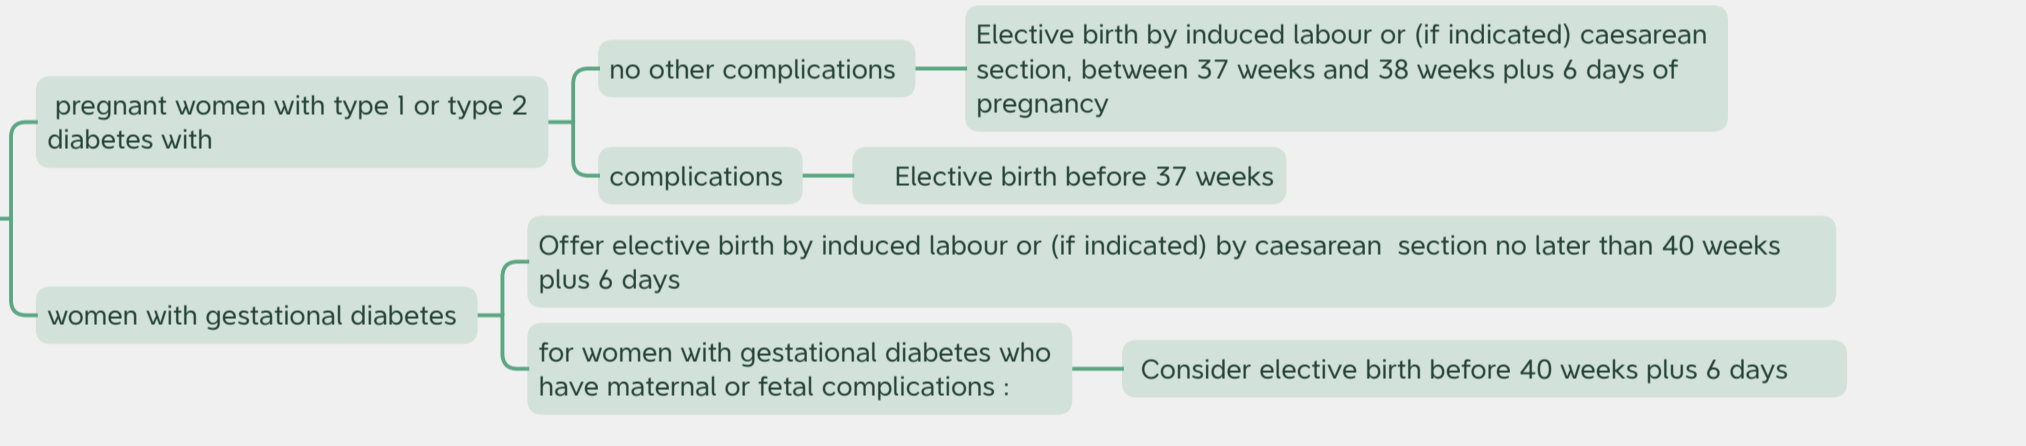 pregnant women with type 1 or type 2
diabetes with
no other complications
Elective birth by induced labour or (if indicated) caesarean
section, between 37 weeks and 38 weeks plus 6 days of
pregnancy
complications
Elective birth before 37 weeks
women with gestational diabetes
Offer elective birth by induced labour or (if indicated) by caesarean section no later than 40 weeks
plus 6 days
for women with gestational diabetes who
have maternal or fetal complications :
Consider elective birth before 40 weeks plus 6 days